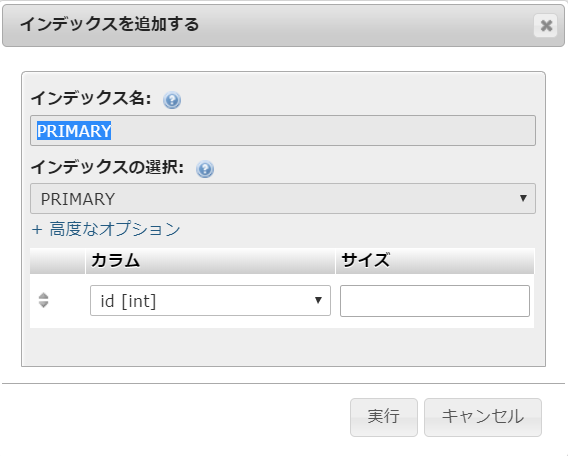 インデックスを追加する
インデックス名:
PRIMARY
インデックスの選択:
PRIMARY
+ 高度なオプション
カラム サイズ
id [int]
実行 キャンセル